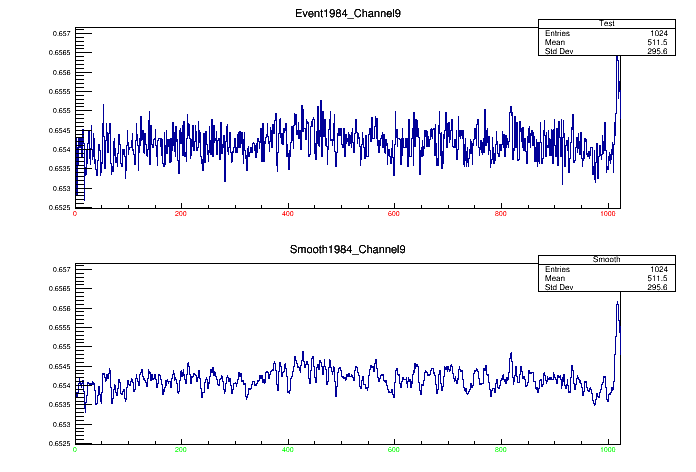 Event1984_Channel9
Test
Entries 1024
Mean 511.5
Std Dev 295.6
0.657
0.6565
0.656
0.6555
0.655
0.6545
0.654
0.6535
0.653
0.6525
0 200 400 600 800 1000
Smooth1984_Channel9
Smooth
Entries 1024
Mean 511.5
Std Dev 295.6
0.657
0.6565
0.656
0.6555
0.655
0.6545
0.654
0.6535
0.653
0.6525
0 200 400 600 800 1000